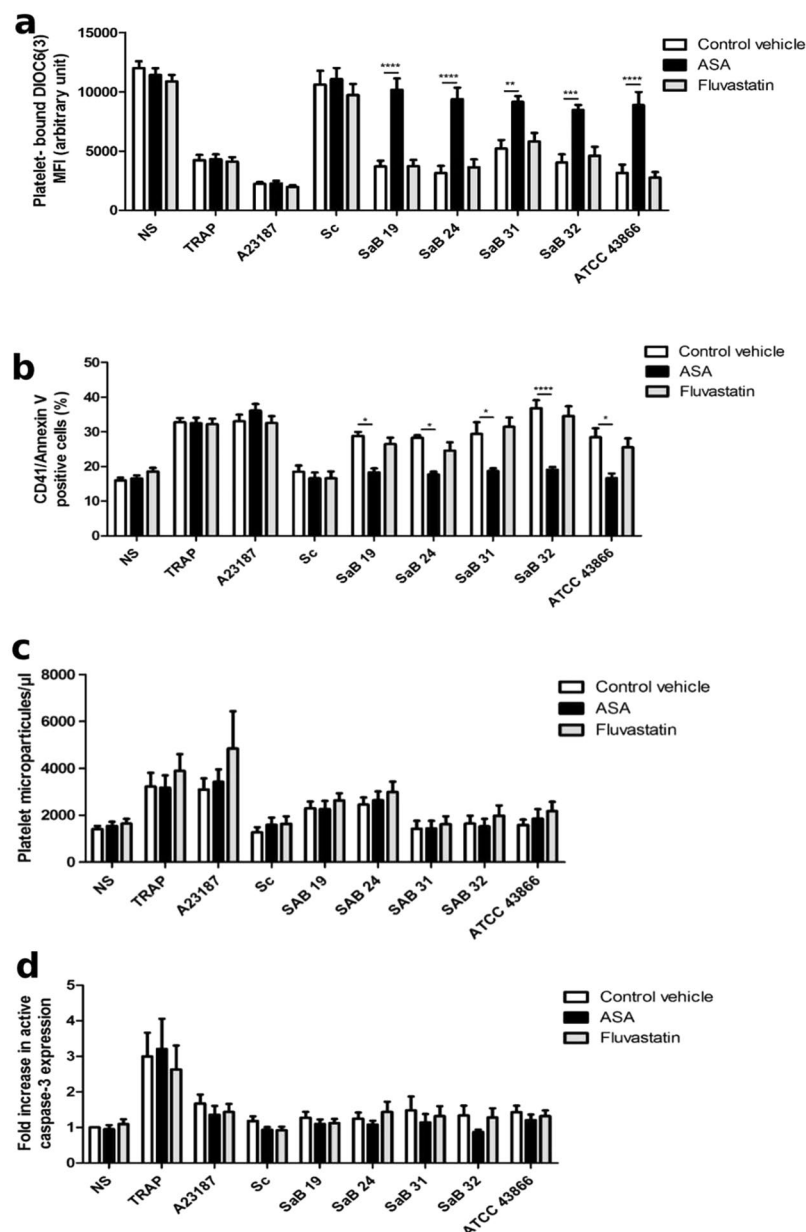 a
Platelet- bound DIOC6(3)
MFI (arbitrary unit)
15000
10000
5000
0
****
****
**
***
****
Control vehicle
ASA
Fluvastatin
NS
TRAP
A23187
Sc
SaB 19
SaB 24
SaB 31
SaB 32
ATCC 43866
b
CD41/Annexin V
positive cells (%)
50
40
30
20
10
0
*
*
*
****
*
Control vehicle
ASA
Fluvastatin
NS
TRAP
A23187
Sc
SaB 19
SaB 24
SaB 31
SaB 32
ATCC 43866
c
Platelet microparticules/µl
8000
6000
4000
2000
0
Control vehicle
ASA
Fluvastatin
NS
TRAP
A23187
Sc
SAB 19
SAB 24
SAB 31
SAB 32
ATCC 43866
d
Fold increase in active
caspase-3 expression
5
4
3
2
1
0
Control vehicle
ASA
Fluvastatin
NS
TRAP
A23187
Sc
SaB 19
SaB 24
SaB 31
SaB 32
ATCC 43866